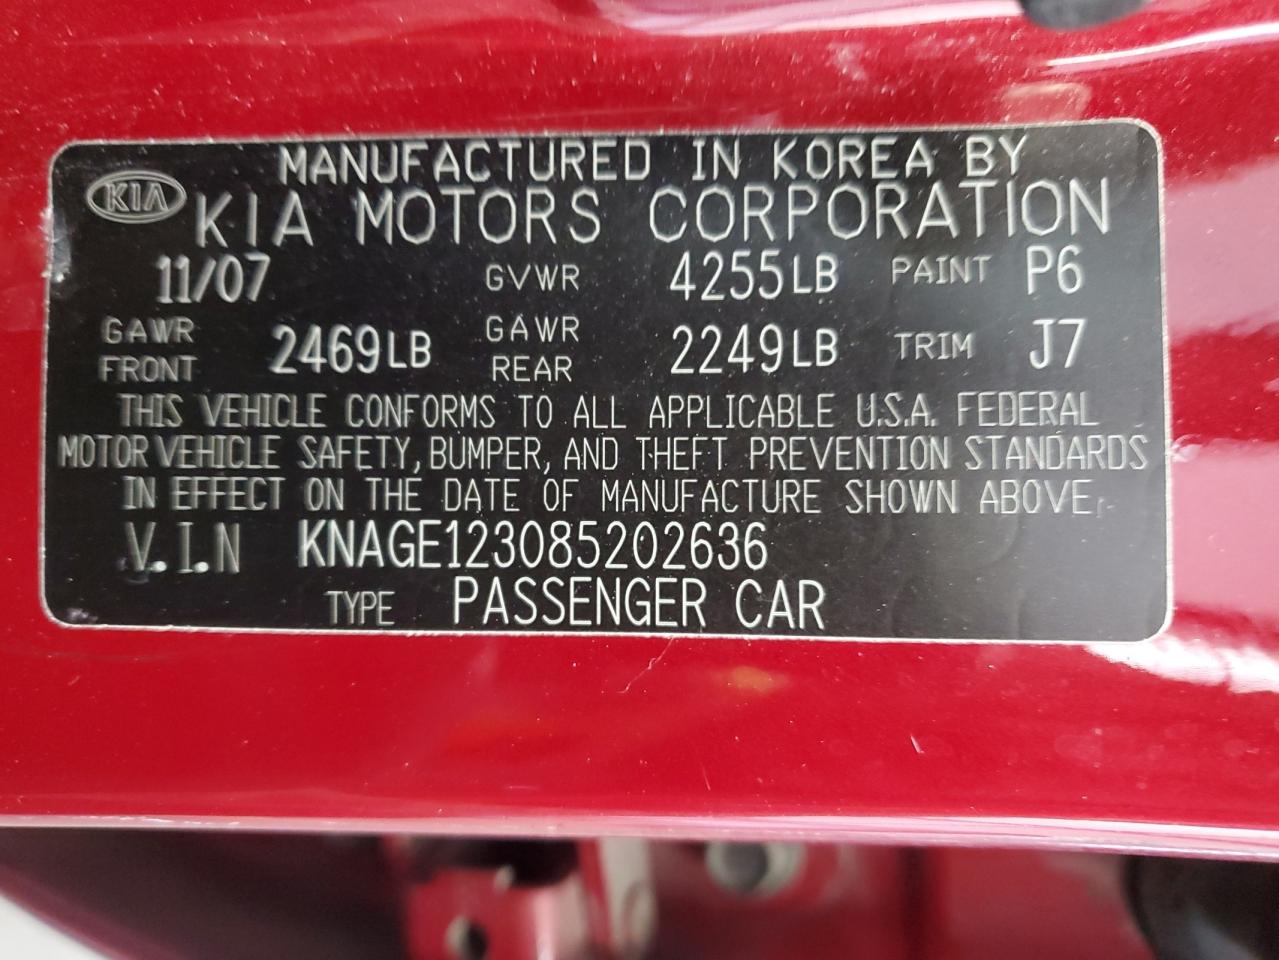 MANUFACTURED IN KOREA BY
KIA
KIA MOTORS CORPORATION
11/07 GVWR 4255LB PAINT P6
GAWR FRONT 2469LB GAWR REAR 2249LB TRIM J7
THIS VEHICLE CONFORMS TO ALL APPLICABLE U.S.A. FEDERAL
MOTOR VEHICLE SAFETY, BUMPER, AND THEFT PREVENTION STANDARDS
IN EFFECT ON THE DATE OF MANUFACTURE SHOWN ABOVE.
V.I.N KNAGE123085202636
TYPE PASSENGER CAR